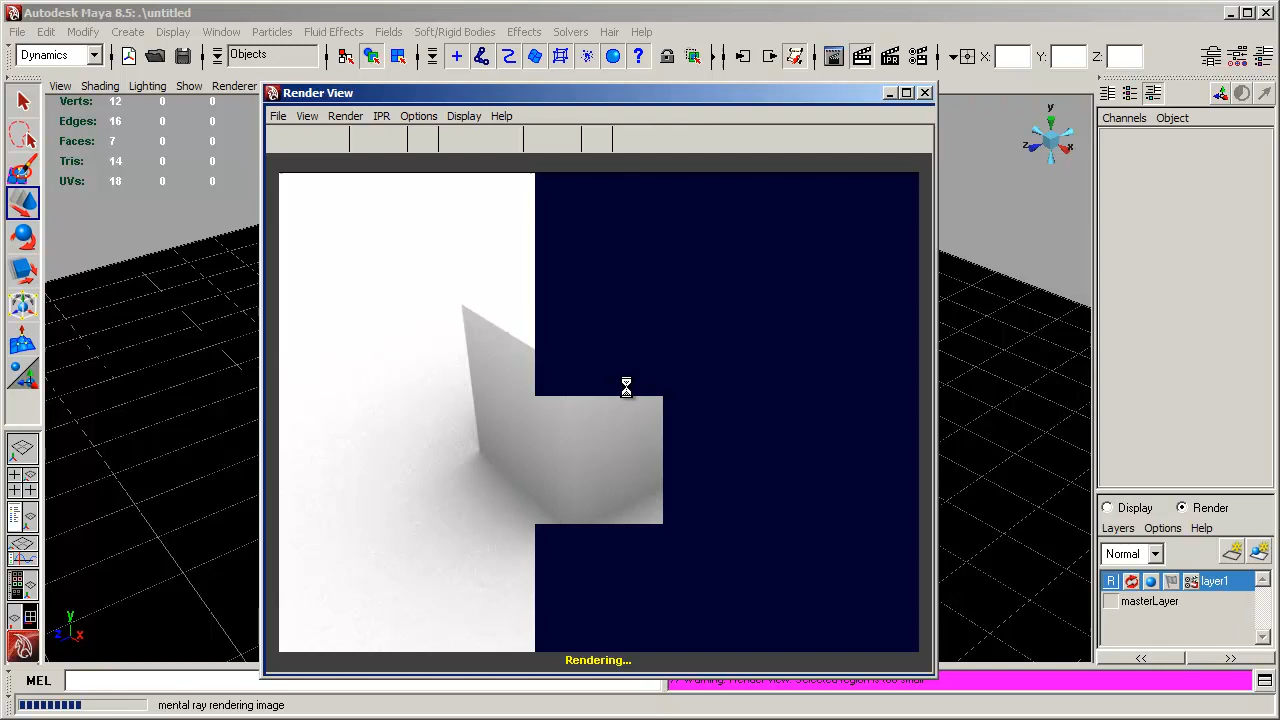 Autodesk Maya 8.5: .\untitled
File Edit Modify Create Display Window Particles Fluid Effects Fields Soft/Rigid Bodies Effects Solvers Hair Help
Dynamics Objects IPR X: Y: Z:
View Shading Lighting Show Renderer
Render View
Verts: 12 0 0
Edges: 16 0 0
Faces: 7 0 0
Tris: 14 0 0
UVs: 18 0 0
File View Render IPR Options Display Help
Channels Object
y
z x
Display Render
Layers Options Help
Normal
R layer1
masterLayer
y
z x
Rendering...
<< >>
MEL
mental ray rendering image